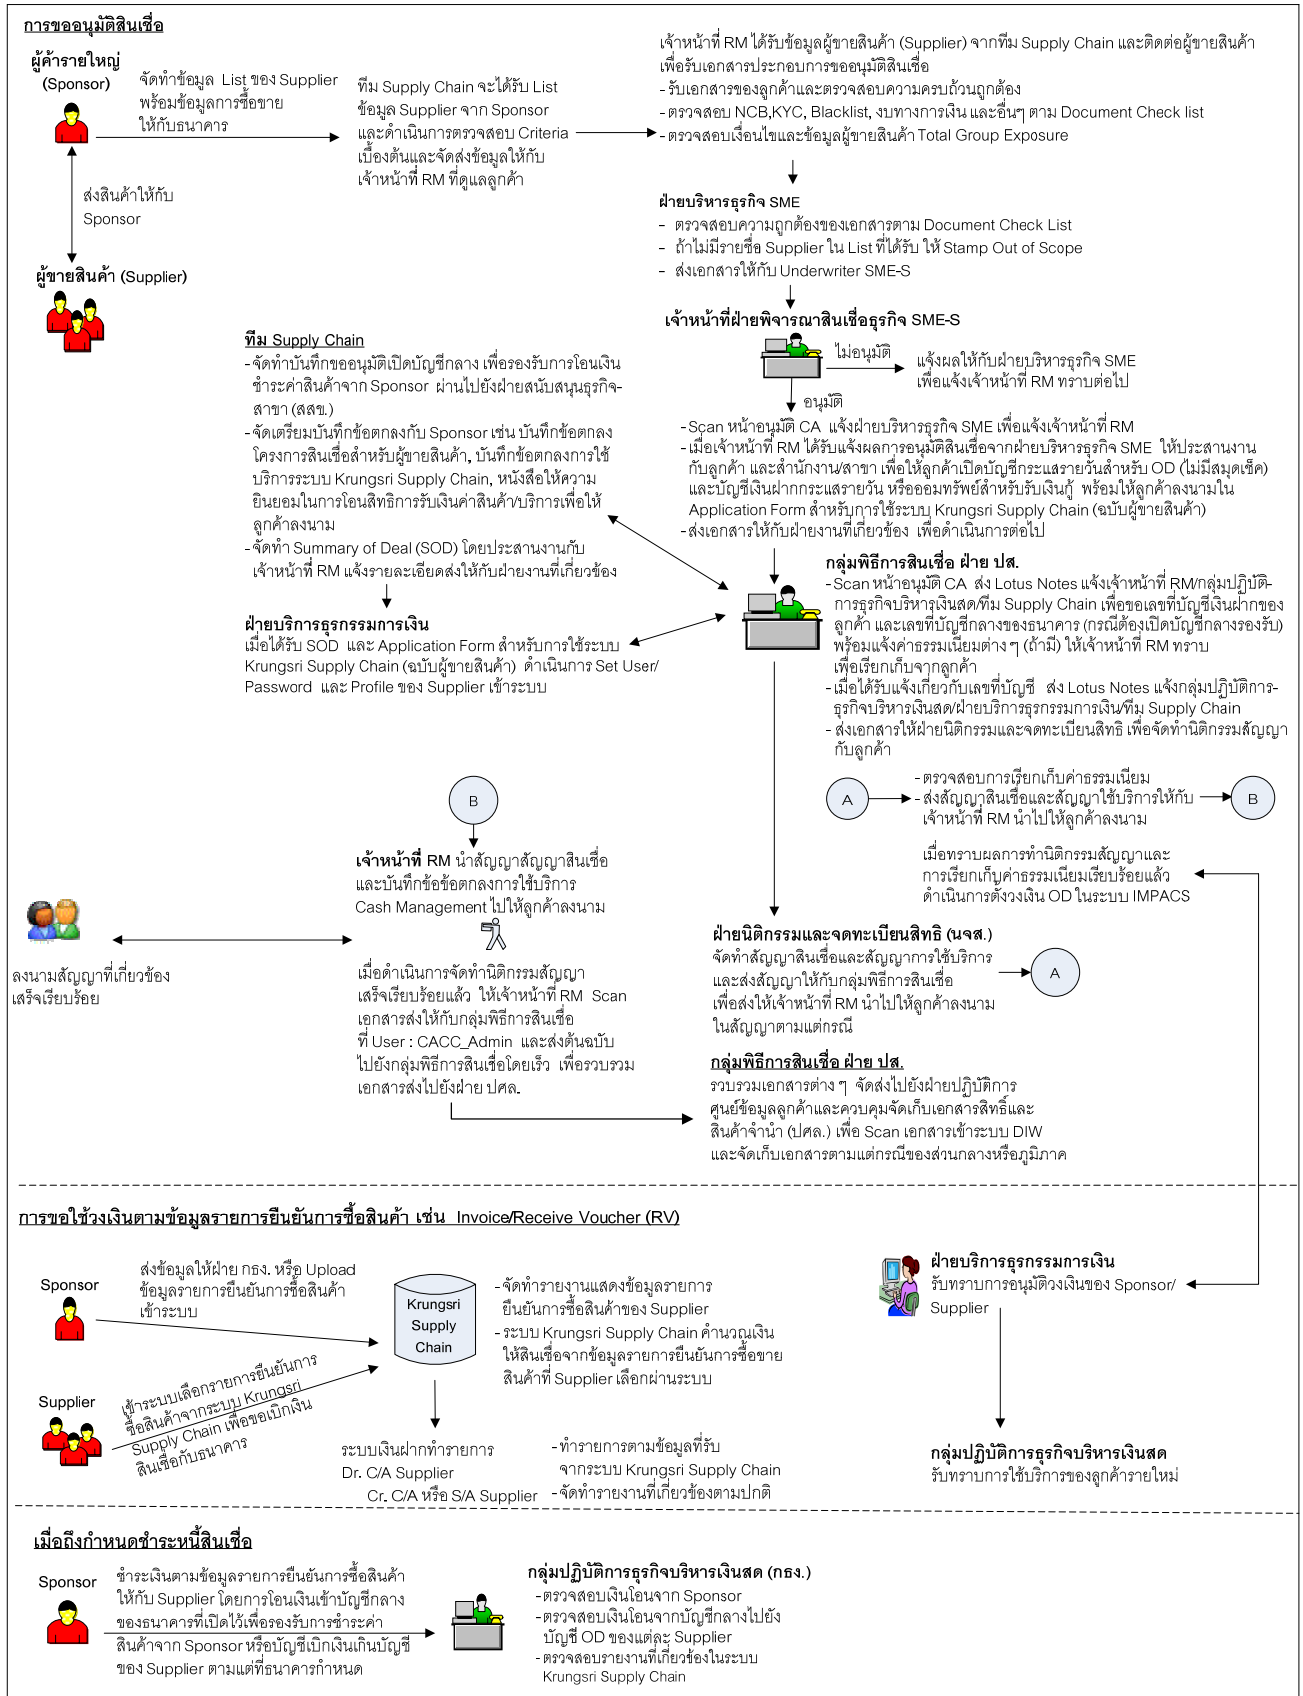 การขออนุมัติสินเชื่อ
ผู้ค้ารายใหญ่
(Sponsor)
จัดทำข้อมูล List ของ Supplier
พร้อมข้อมูลการซื้อขาย
ให้กับธนาคาร
ทีม Supply Chain จะได้รับ List
ข้อมูล Supplier จาก Sponsor
และดำเนินการตรวจสอบ Criteria
เบื้องต้นและจัดส่งข้อมูลให้กับ
เจ้าหน้าที่ RM ที่ดูแลลูกค้า
เจ้าหน้าที่ RM ได้รับข้อมูลผู้ขายสินค้า (Supplier) จากทีม Supply Chain และติดต่อผู้ขายสินค้า
เพื่อรับเอกสารประกอบการขออนุมัติสินเชื่อ
-รับเอกสารของลูกค้าและตรวจสอบความครบถ้วนถูกต้อง
-ตรวจสอบ NCB,KYC, Blacklist, งบทางการเงิน และอื่นๆ ตาม Document Check list
-ตรวจสอบเงื่อนไขและข้อมูลผู้ขายสินค้า Total Group Exposure
ส่งสินค้าให้กับ
Sponsor
ผู้ขายสินค้า (Supplier)
ฝ่ายบริหารธุรกิจ SME
- ตรวจสอบความถูกต้องของเอกสารตาม Document Check List
- ถ้าไม่มีรายชื่อ Supplier ใน List ที่ได้รับ ให้ Stamp Out of Scope
- ส่งเอกสารให้กับ Underwriter SME-S
เจ้าหน้าที่ฝ่ายพิจารณาสินเชื่อธุรกิจ SME-S
ไม่อนุมัติ
แจ้งผลให้กับฝ่ายบริหารธุรกิจ SME
เพื่อแจ้งเจ้าหน้าที่ RM ทราบต่อไป
อนุมัติ
-Scan หน้าอนุมัติ CA แจ้งฝ่ายบริหารธุรกิจ SME เพื่อแจ้งเจ้าหน้าที่ RM
-เมื่อเจ้าหน้าที่ RM ได้รับแจ้งผลการอนุมัติสินเชื่อจากฝ่ายบริหารธุรกิจ SME ให้ประสานงาน
กับลูกค้า และสำนักงาน/สาขา เพื่อให้ลูกค้าเปิดบัญชีกระแสรายวันสำหรับ OD (ไม่มีสมุดเช็ค)
และบัญชีเงินฝากกระแสรายวัน หรือออมทรัพย์สำหรับรับเงินกู้ พร้อมให้ลูกค้าลงนามใน
Application Form สำหรับการใช้ระบบ Krungsri Supply Chain (ฉบับผู้ขายสินค้า)
-ส่งเอกสารให้กับฝ่ายงานที่เกี่ยวข้อง เพื่อดำเนินการต่อไป
ทีม Supply Chain
-จัดทำบันทึกขออนุมัติเปิดบัญชีกลาง เพื่อรองรับการโอนเงิน
ชำระค่าสินค้าจาก Sponsor ผ่านไปยังฝ่ายสนับสนุนธุรกิจ-
สาขา (สสข.)
-จัดเตรียมบันทึกข้อตกลงกับ Sponsor เช่น บันทึกข้อตกลง
โครงการสินเชื่อสำหรับผู้ขายสินค้า, บันทึกข้อตกลงการใช้
บริการระบบ Krungsri Supply Chain, หนังสือให้ความ
ยินยอมในการโอนสิทธิการรับเงินค่าสินค้า/บริการเพื่อให้
ลูกค้าลงนาม
-จัดทำ Summary of Deal (SOD) โดยประสานงานกับ
เจ้าหน้าที่ RM แจ้งรายละเอียดส่งให้กับฝ่ายงานที่เกี่ยวข้อง
ฝ่ายบริการธุรกรรมการเงิน
เมื่อได้รับ SOD และ Application Form สำหรับการใช้ระบบ
Krungsri Supply Chain (ฉบับผู้ขายสินค้า) ดำเนินการ Set User/
Password และ Profile ของ Supplier เข้าระบบ
กลุ่มพิธีการสินเชื่อ ฝ่าย ปส.
-Scan หน้าอนุมัติ CA ส่ง Lotus Notes แจ้งเจ้าหน้าที่ RM/กลุ่มปฏิบัติ-
การธุรกิจบริหารเงินสด/ทีม Supply Chain เพื่อขอเลขที่บัญชีเงินฝากของ
ลูกค้า และเลขที่บัญชีกลางของธนาคาร (กรณีต้องเปิดบัญชีกลางรองรับ)
พร้อมแจ้งค่าธรรมเนียมต่าง ๆ (ถ้ามี) ให้เจ้าหน้าที่ RM ทราบ
เพื่อเรียกเก็บจากลูกค้า
-เมื่อได้รับแจ้งเกี่ยวกับเลขที่บัญชี ส่ง Lotus Notes แจ้งกลุ่มปฏิบัติการ-
ธุรกิจบริหารเงินสด/ฝ่ายบริการธุรกรรมการเงิน/ทีม Supply Chain
- ส่งเอกสารให้ฝ่ายนิติกรรมและจดทะเบียนสิทธิ เพื่อจัดทำนิติกรรมสัญญา
กับลูกค้า
A
- ตรวจสอบการเรียกเก็บค่าธรรมเนียม
- ส่งสัญญาสินเชื่อและสัญญาใช้บริการให้กับ
เจ้าหน้าที่ RM นำไปให้ลูกค้าลงนาม
B
B
เจ้าหน้าที่ RM นำสัญญาสัญญาสินเชื่อ
และบันทึกข้อข้อตกลงการใช้บริการ
Cash Management ไปให้ลูกค้าลงนาม
เมื่อทราบผลการทำนิติกรรมสัญญาและ
การเรียกเก็บค่าธรรมเนียมเรียบร้อยแล้ว
ดำเนินการตั้งวงเงิน OD ในระบบ IMPACS
ลงนามสัญญาที่เกี่ยวข้อง
เสร็จเรียบร้อย
เมื่อดำเนินการจัดทำนิติกรรมสัญญา
เสร็จเรียบร้อยแล้ว ให้เจ้าหน้าที่ RM Scan
เอกสารส่งให้กับกลุ่มพิธีการสินเชื่อ
ที่ User : CACC_Admin และส่งต้นฉบับ
ไปยังกลุ่มพิธีการสินเชื่อโดยเร็ว เพื่อรวบรวม
เอกสารส่งไปยังฝ่าย ปศล.
ฝ่ายนิติกรรมและจดทะเบียนสิทธิ (นจส.)
จัดทำสัญญาสินเชื่อและสัญญาการใช้บริการ
และส่งสัญญาให้กับกลุ่มพิธีการสินเชื่อ
เพื่อส่งให้เจ้าหน้าที่ RM นำไปให้ลูกค้าลงนาม
ในสัญญาตามแต่กรณี
A
กลุ่มพิธีการสินเชื่อ ฝ่าย ปส.
รวบรวมเอกสารต่าง ๆ จัดส่งไปยังฝ่ายปฏิบัติการ
ศูนย์ข้อมูลลูกค้าและควบคุมจัดเก็บเอกสารสิทธิ์และ
สินค้าจำนำ (ปศล.) เพื่อ Scan เอกสารเข้าระบบ DIW
และจัดเก็บเอกสารตามแต่กรณีของส่วนกลางหรือภูมิภาค
การขอใช้วงเงินตามข้อมูลรายการยืนยันการซื้อสินค้า เช่น Invoice/Receive Voucher (RV)
Sponsor
ส่งข้อมูลให้ฝ่าย กธง. หรือ Upload
ข้อมูลรายการยืนยันการซื้อสินค้า
เข้าระบบ
Krungsri
Supply
Chain
-จัดทำรายงานแสดงข้อมูลรายการ
ยืนยันการซื้อสินค้าของ Supplier
-ระบบ Krungsri Supply Chain คำนวณเงิน
ให้สินเชื่อจากข้อมูลรายการยืนยันการซื้อขาย
สินค้าที่ Supplier เลือกผ่านระบบ
ฝ่ายบริการธุรกรรมการเงิน
รับทราบการอนุมัติวงเงินของ Sponsor/
Supplier
Supplier
เข้าระบบเลือกรายการยืนยันการ
ซื้อสินค้าจากระบบ Krungsri
Supply Chain เพื่อขอเบิกเงิน
สินเชื่อกับธนาคาร
ระบบเงินฝากทำรายการ
Dr. C/A Supplier
Cr. C/A หรือ S/A Supplier
-ทำรายการตามข้อมูลที่รับ
จากระบบ Krungsri Supply Chain
-จัดทำรายงานที่เกี่ยวข้องตามปกติ
กลุ่มปฏิบัติการธุรกิจบริหารเงินสด
รับทราบการใช้บริการของลูกค้ารายใหม่
เมื่อถึงกำหนดชำระหนี้สินเชื่อ
Sponsor
ชำระเงินตามข้อมูลรายการยืนยันการซื้อสินค้า
ให้กับ Supplier โดยการโอนเงินเข้าบัญชีกลาง
ของธนาคารที่เปิดไว้เพื่อรองรับการชำระค่า
สินค้าจาก Sponsor หรือบัญชีเบิกเงินเกินบัญชี
ของ Supplier ตามแต่ที่ธนาคารกำหนด
กลุ่มปฏิบัติการธุรกิจบริหารเงินสด (กธง.)
-ตรวจสอบเงินโอนจาก Sponsor
-ตรวจสอบเงินโอนจากบัญชีกลางไปยัง
บัญชี OD ของแต่ละ Supplier
-ตรวจสอบรายงานที่เกี่ยวข้องในระบบ
Krungsri Supply Chain